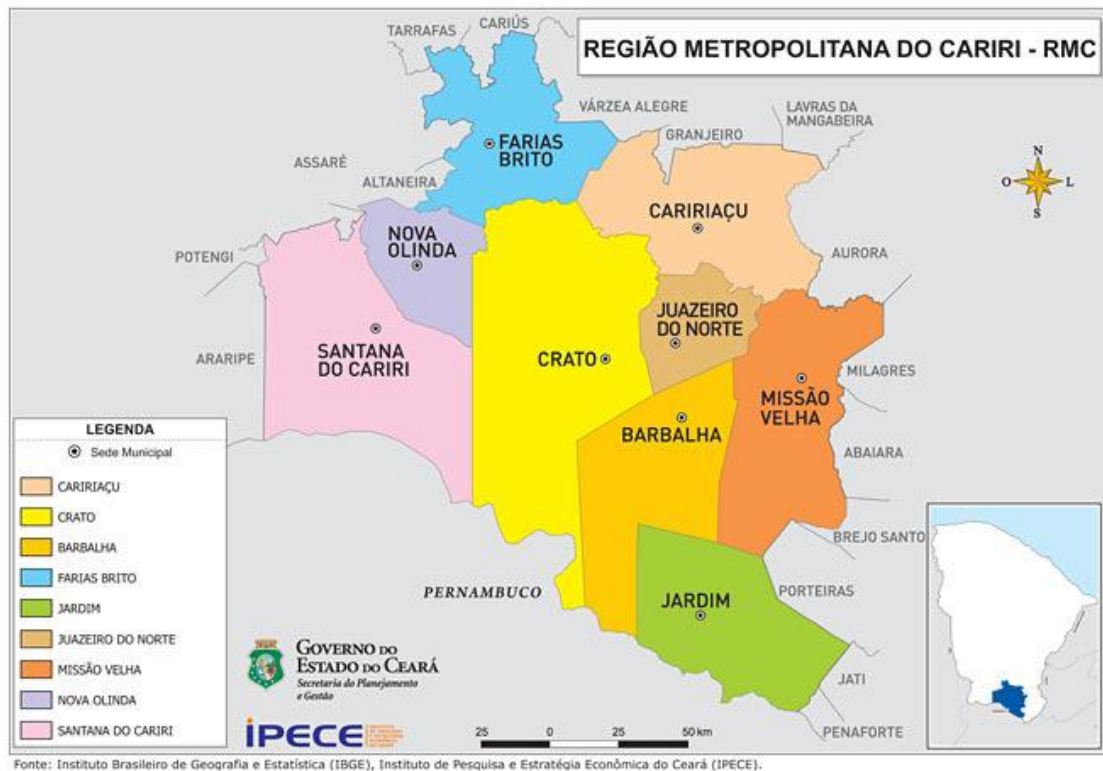 REGIÃO METROPOLITANA DO CARIRI - RMC
TARRAFAS
CARIÚS
VÁRZEA ALEGRE
LAVRAS DA
MANGABEIRA
GRANJEIRO
FARIAS
BRITO
ASSARÉ
ALTANEIRA
N
O
L
S
CARIRIAÇU
NOVA
OLINDA
POTENGI
AURORA
JUAZEIRO
DO NORTE
SANTANA
DO CARIRI
CRATO
ARARIPE
MILAGRES
MISSÃO
VELHA
BARBALHA
ABAIARA
BREJO SANTO
PERNAMBUCO
JARDIM
PORTEIRAS
JATI
PENAFORTE
LEGENDA
Sede Municipal
CARIRIAÇU
CRATO
BARBALHA
FARIAS BRITO
JARDIM
JUAZEIRO DO NORTE
MISSÃO VELHA
NOVA OLINDA
SANTANA DO CARIRI
GOVERNO DO
ESTADO DO CEARÁ
Secretaria do Planejamento
e Gestão
IPECE
25 0 25 50 km
Fonte: Instituto Brasileiro de Geografia e Estatística (IBGE), Instituto de Pesquisa e Estratégia Econômica do Ceará (IPECE).